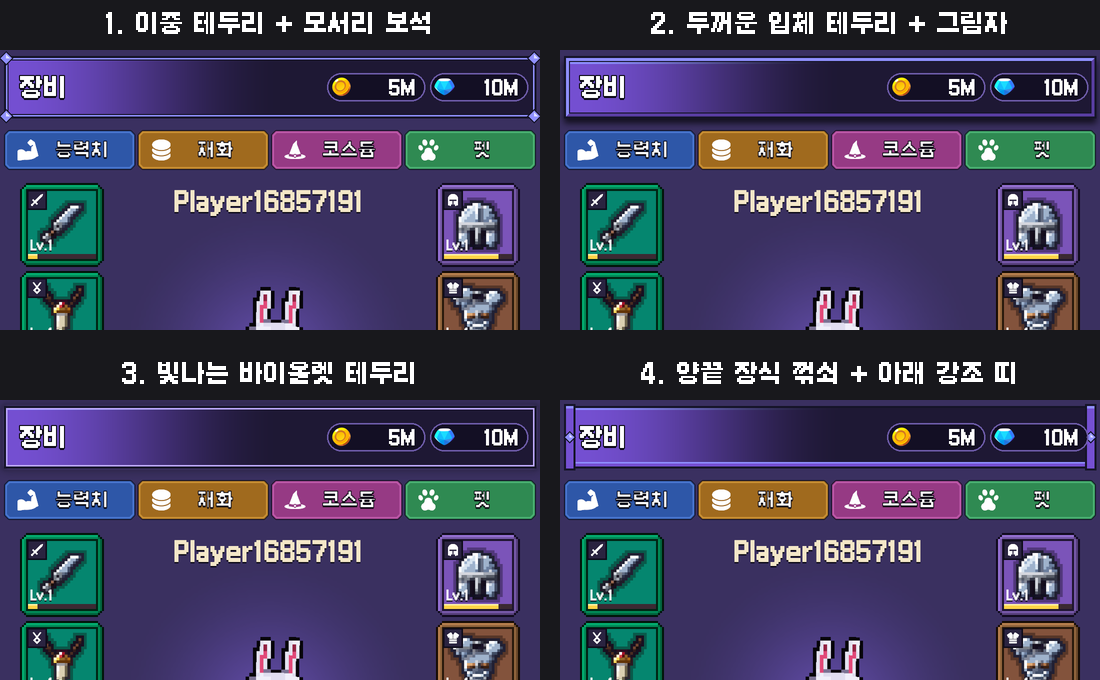 1. 이중 테두리 + 모서리 보석
장비 5M 10M
능력치 재화 코스튬 펫
Player16857191
Lv.1 Lv.1
2. 두꺼운 입체 테두리 + 그림자
장비 5M 10M
능력치 재화 코스튬 펫
Player16857191
Lv.1 Lv.1
3. 빛나는 바이올렛 테두리
장비 5M 10M
능력치 재화 코스튬 펫
Player16857191
Lv.1 Lv.1
4. 양끝 장식 꺾쇠 + 아래 강조 띠
장비 5M 10M
능력치 재화 코스튬 펫
Player16857191
Lv.1 Lv.1